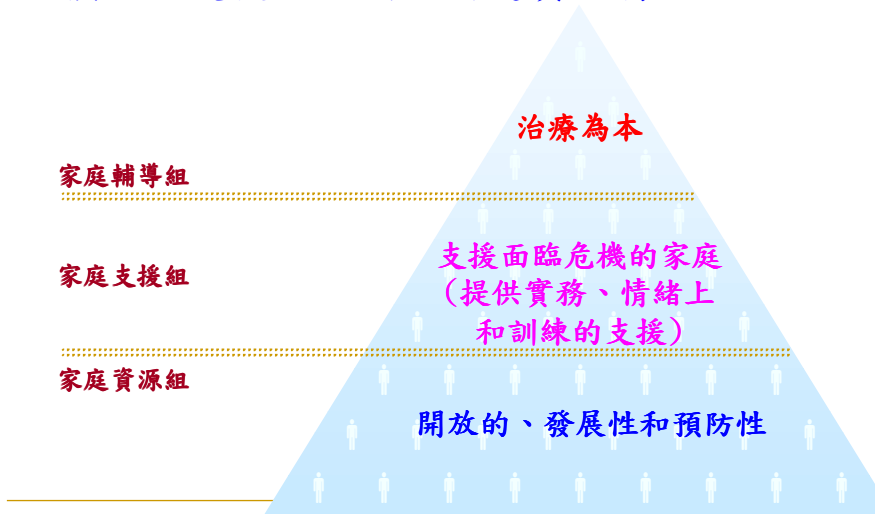 治療為本
家庭輔導組
家庭支援組
支援面臨危機的家庭
(提供實務、情緒上
和訓練的支援)
家庭資源組
開放的、發展性和預防性